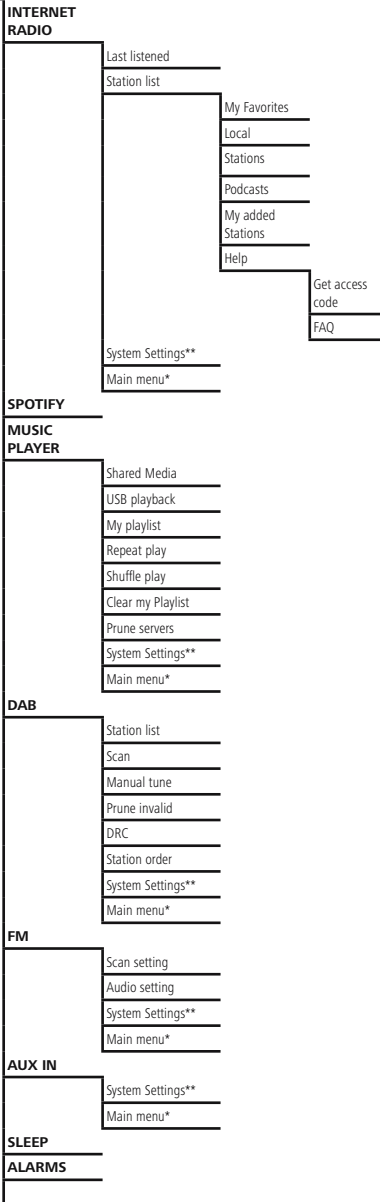 INTERNET
RADIO
Last listened
Station list
My Favorites
Local
Stations
Podcasts
My added
Stations
Help
Get access
code
FAQ
System Settings**
Main menu*
SPOTIFY
MUSIC
PLAYER
Shared Media
USB playback
My playlist
Repeat play
Shuffle play
Clear my Playlist
Prune servers
System Settings**
Main menu*
DAB
Station list
Scan
Manual tune
Prune invalid
DRC
Station order
System Settings**
Main menu*
FM
Scan setting
Audio setting
System Settings**
Main menu*
AUX IN
System Settings**
Main menu*
SLEEP
ALARMS